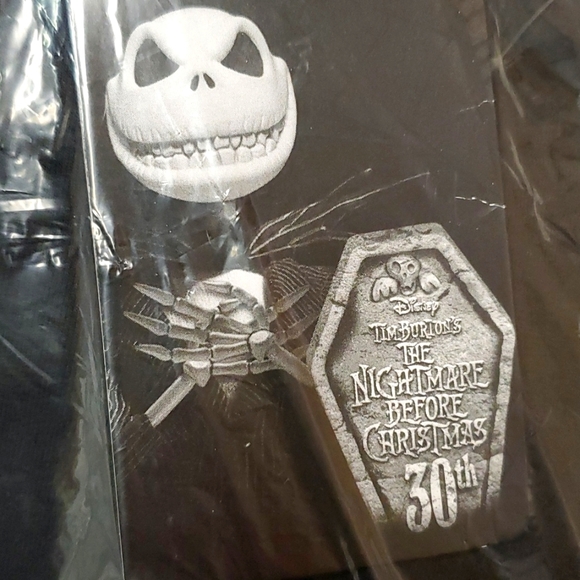 Disney
TIM BURTON'S
THE
NIGHTMARE
BEFORE
CHRISTMAS
30th